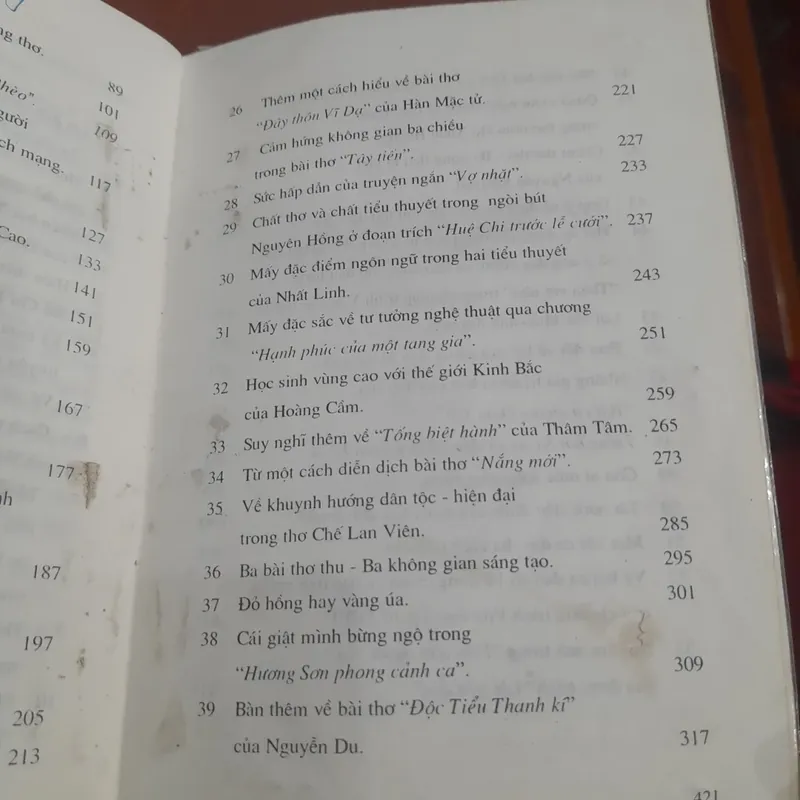 ng thơ.
89
hèo".
101
gười
109
ch mạng.
117
127
Cao.
133
141
151
159
167
177
nh
187
197
205
213
26 Thêm một cách hiểu về bài thơ
"Đây thôn Vĩ Dạ" của Hàn Mặc tử. 221
27 Cảm hứng không gian ba chiều
trong bài thơ "Tây tiến". 227
28 Sức hấp dẫn của truyện ngắn "Vợ nhặt". 233
29 Chất thơ và chất tiểu thuyết trong ngòi bút
Nguyên Hồng ở đoạn trích "Huệ Chi trước lễ cưới". 237
30 Mấy đặc điểm ngôn ngữ trong hai tiểu thuyết
của Nhất Linh. 243
31 Mấy đặc sắc về tư tưởng nghệ thuật qua chương
"Hạnh phúc của một tang gia". 251
32 Học sinh vùng cao với thế giới Kinh Bắc
của Hoàng Cầm. 259
33 Suy nghĩ thêm về "Tống biệt hành" của Thâm Tâm. 265
34 Từ một cách diễn dịch bài thơ "Nắng mới". 273
35 Về khuynh hướng dân tộc - hiện đại
trong thơ Chế Lan Viên. 285
36 Ba bài thơ thu - Ba không gian sáng tạo. 295
37 Đỏ hồng hay vàng úa. 301
38 Cái giật mình bừng ngộ trong
"Hương Sơn phong cảnh ca". 309
39 Bàn thêm về bài thơ "Độc Tiểu Thanh kí"
của Nguyễn Du. 317
421